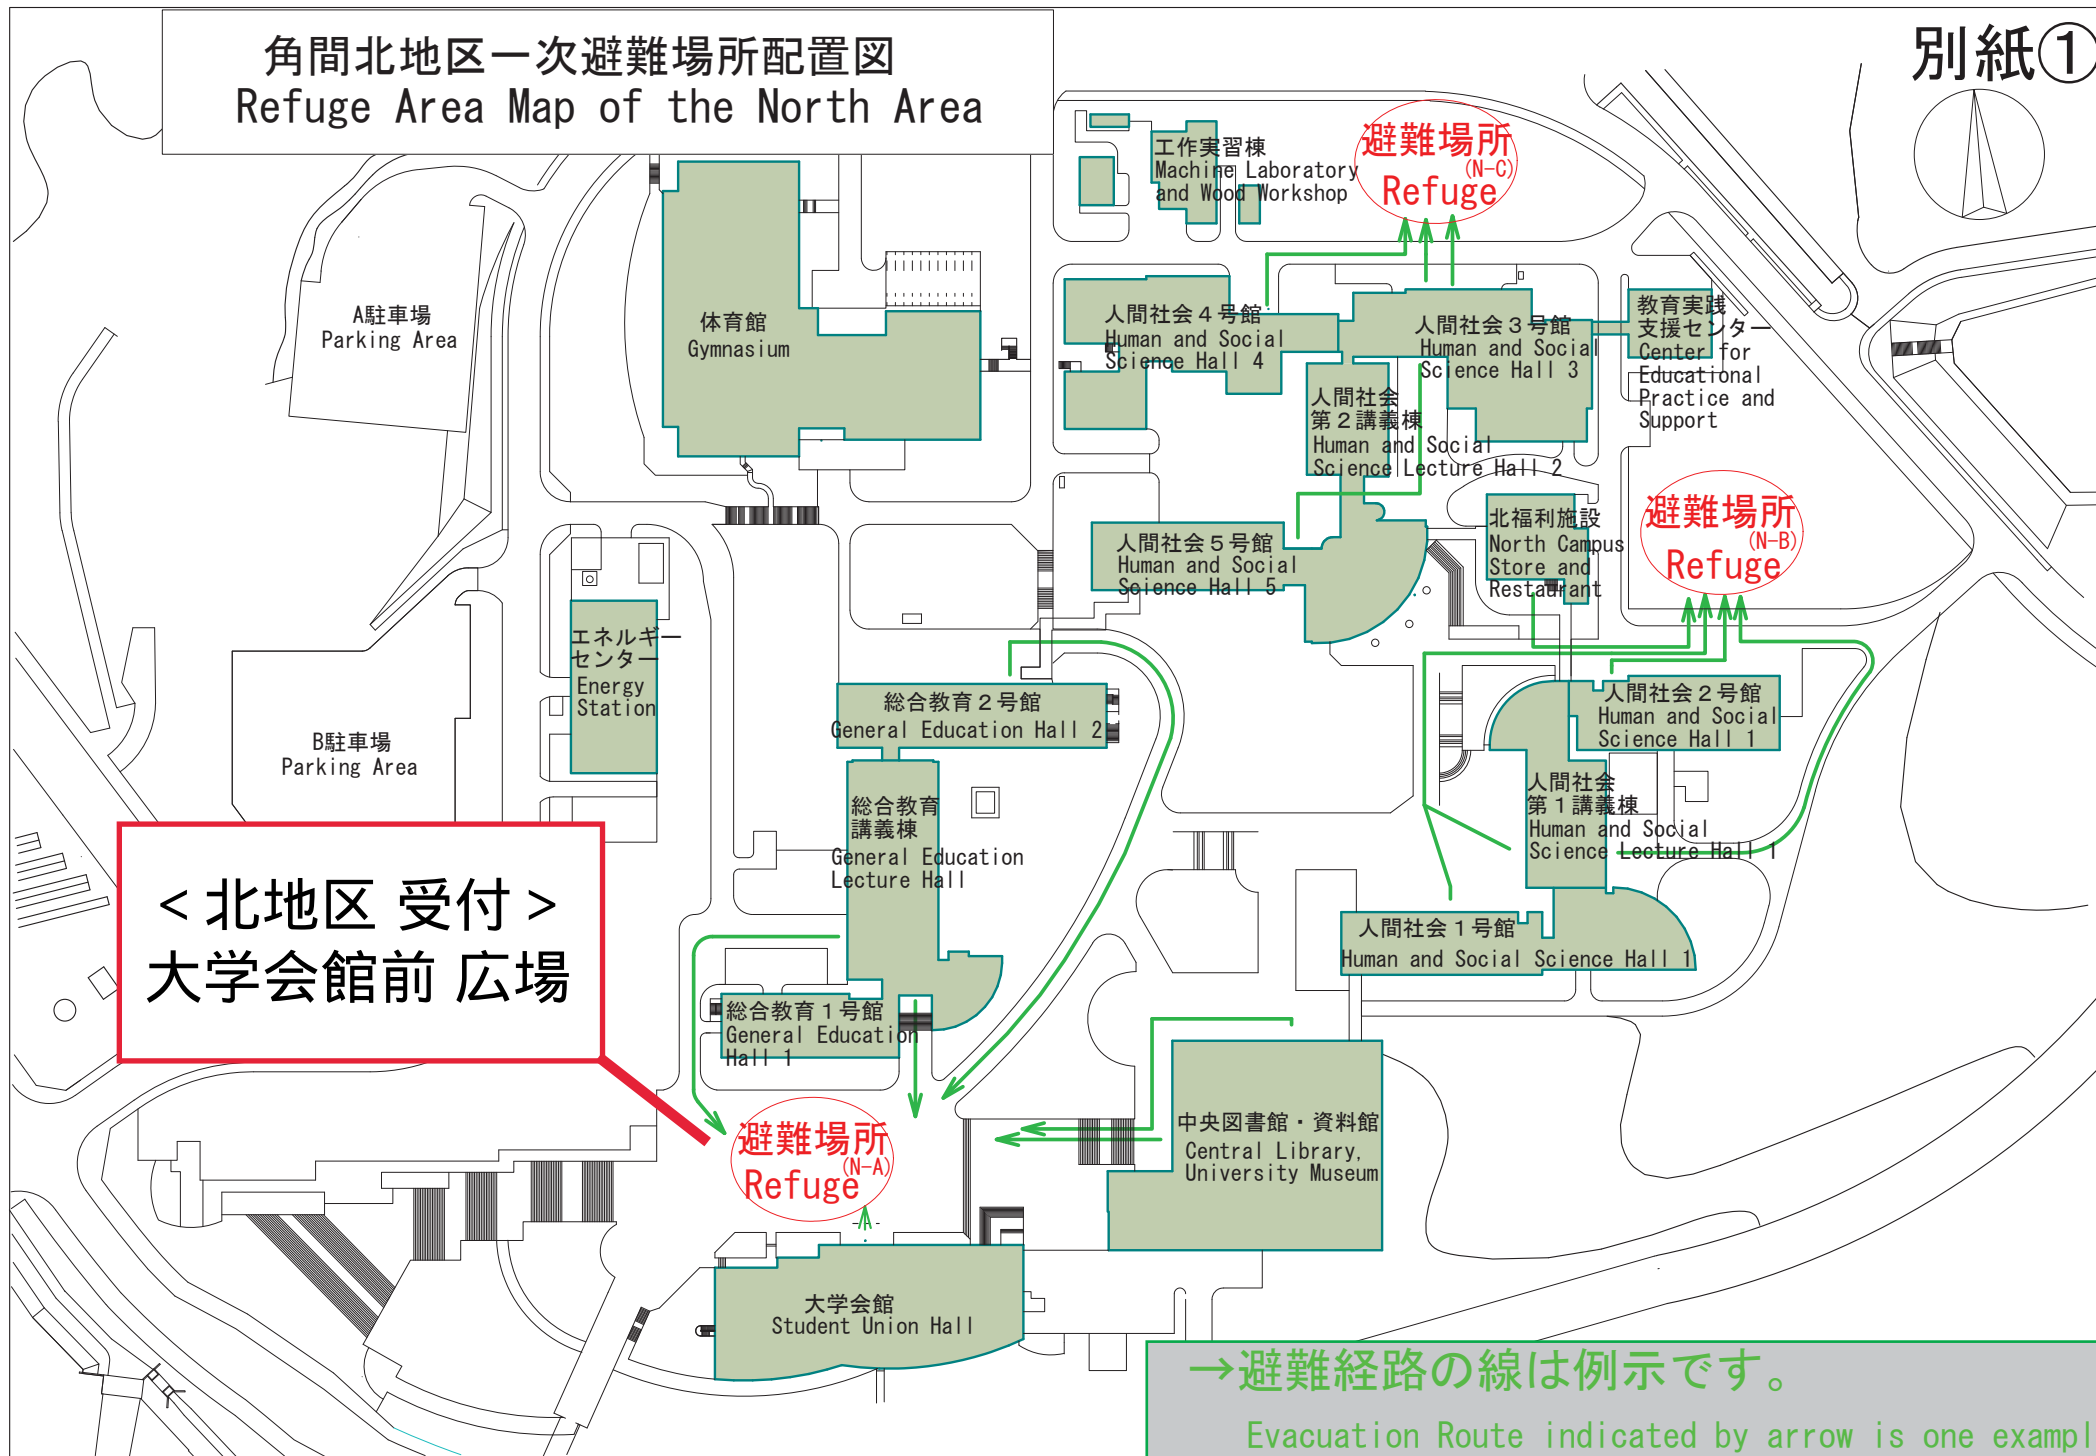 角間北地区一次避難場所配置図
Refuge Area Map of the North Area
別紙①
工作実習棟
Machine Laboratory
and Wood Workshop
避難場所
(N-C)
Refuge
A駐車場
Parking Area
体育館
Gymnasium
人間社会４号館
Human and Social
Science Hall 4
人間社会３号館
Human and Social
Science Hall 3
教育実践
支援センター
Center for
Educational
Practice and
Support
人間社会
第２講義棟
Human and Social
Science Lecture Hall 2
人間社会５号館
Human and Social
Science Hall 5
北福利施設
North Campus
Store and
Restaurant
避難場所
(N-B)
Refuge
エネルギー
センター
Energy
Station
B駐車場
Parking Area
総合教育２号館
General Education Hall 2
人間社会２号館
Human and Social
Science Hall 1
総合教育
講義棟
General Education
Lecture Hall
人間社会
第１講義棟
Human and Social
Science Lecture Hall 1
＜北地区 受付＞
大学会館前 広場
人間社会１号館
Human and Social Science Hall 1
総合教育１号館
General Education
Hall 1
避難場所
(N-A)
Refuge
中央図書館・資料館
Central Library,
University Museum
大学会館
Student Union Hall
→避難経路の線は例示です。
Evacuation Route indicated by arrow is one exampl